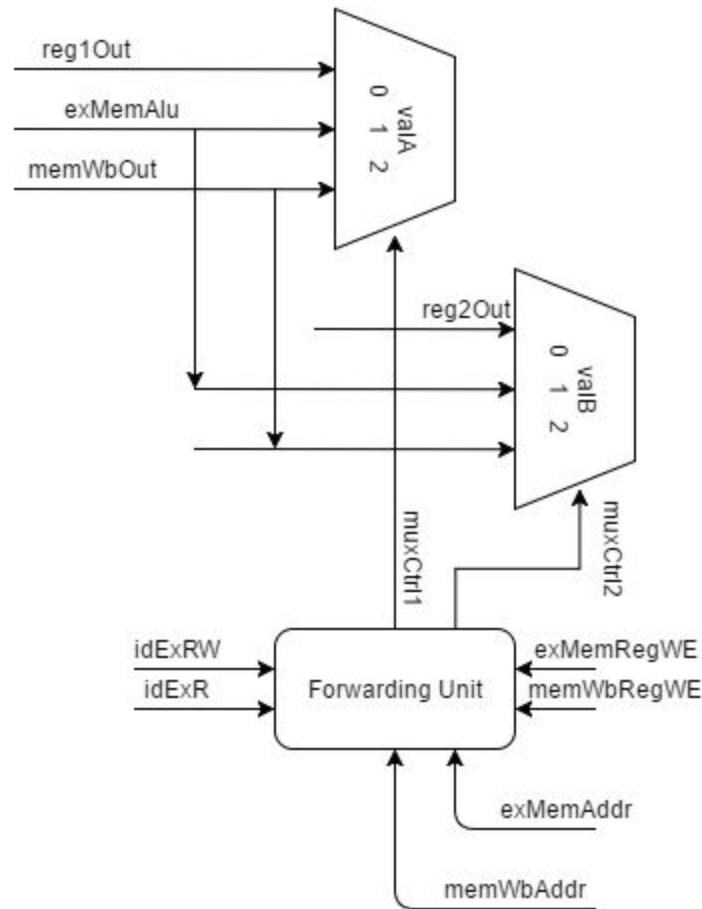 reg1Out
exMemAlu
memWbOut
valA
0 1 2
reg2Out
valB
0 1 2
muxCtrl1
muxCtrl2
idExRW
exMemRegWE
idExR
Forwarding Unit
memWbRegWE
exMemAddr
memWbAddr